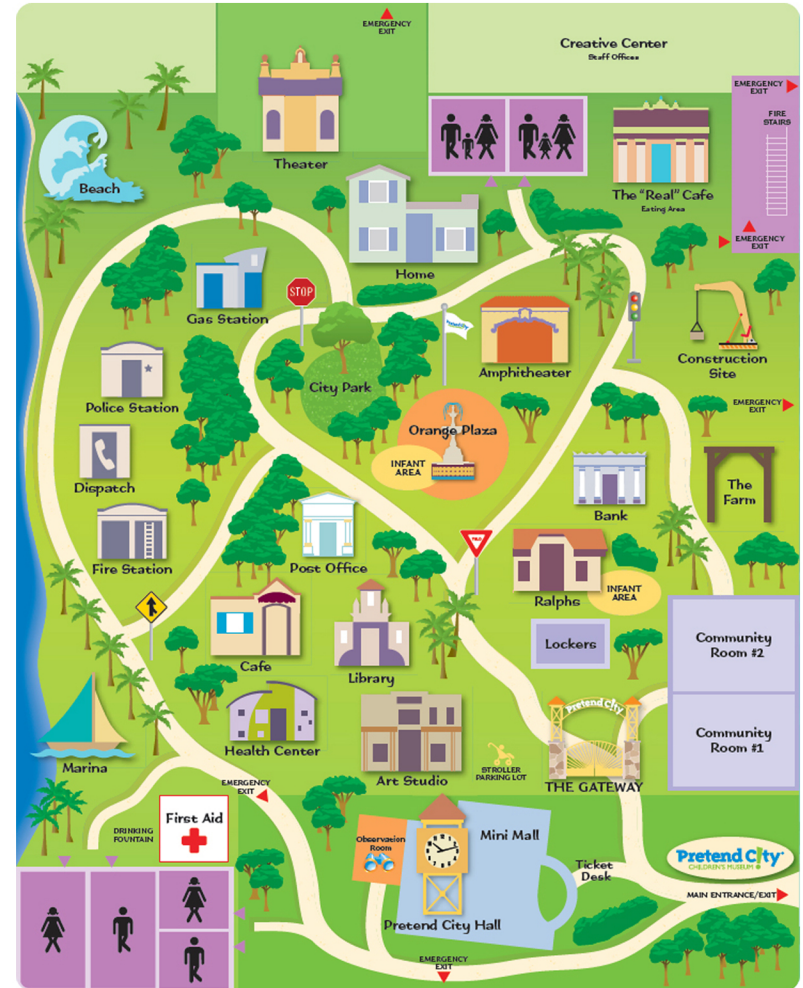 EMERGENCY
EXIT
Creative Center
Staff Offices
EMERGENCY
EXIT
FIRE
STAIRS
Theater
Beach
The "Real" Cafe
Eating Area
EMERGENCY
EXIT
Home
STOP
Gas Station
Pretend City
Amphitheater
Construction
Site
City Park
Police Station
EMERGENCY
EXIT
Orange Plaza
INFANT
AREA
Dispatch
The
Farm
Bank
Fire Station
Post Office
YIELD
Ralphs
INFANT
AREA
Cafe
Library
Lockers
Community
Room #2
Pretend City
Community
Room #1
Health Center
Marina
Art Studio
STROLLER
PARKING LOT
THE GATEWAY
EMERGENCY
EXIT
First Aid
DRINKING
FOUNTAIN
Observation
Room
Mini Mall
Pretend C!ty
CHILDREN'S MUSEUM
Ticket
Desk
MAIN ENTRANCE/EXIT
Pretend City Hall
EMERGENCY
EXIT